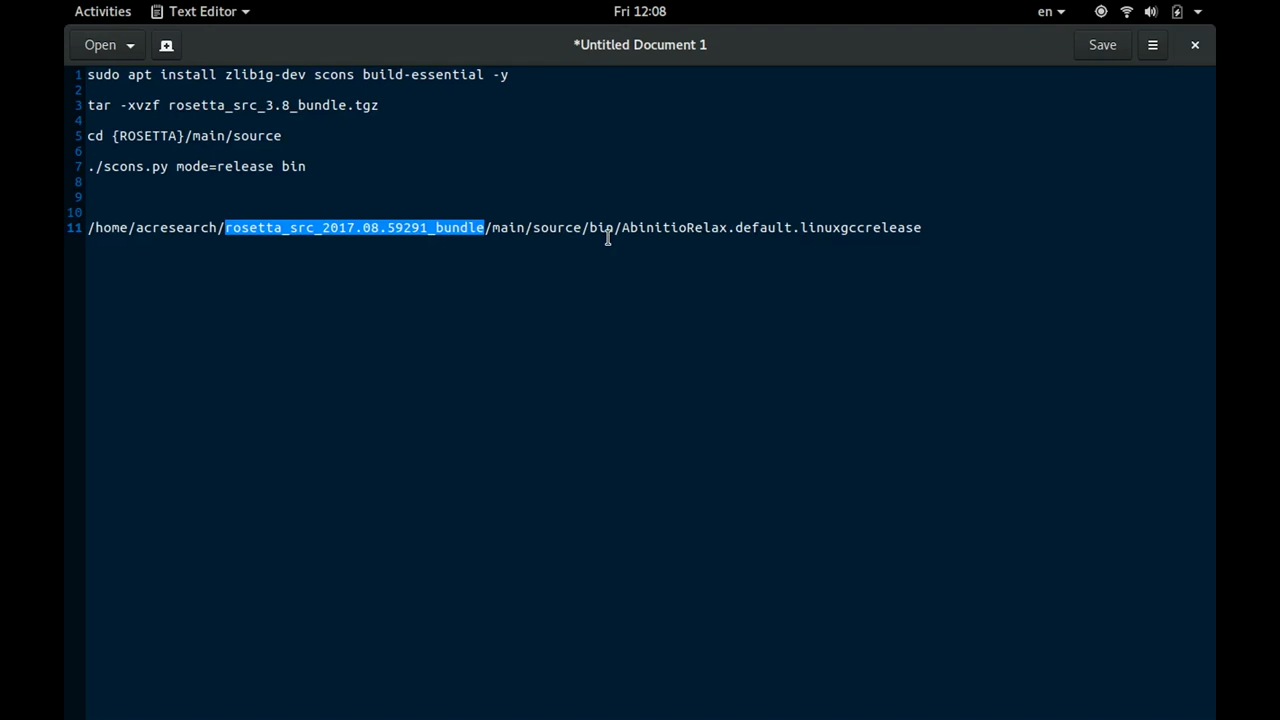 Activities Text Editor Fri 12:08 en
Open *Untitled Document 1 Save
1 sudo apt install zlib1g-dev scons build-essential -y
2
3 tar -xvzf rosetta_src_3.8_bundle.tgz
4
5 cd {ROSETTA}/main/source
6
7 ./scons.py mode=release bin
8
9
10
11 /home/acresearch/rosetta_src_2017.08.59291_bundle/main/source/bin/AbinitioRelax.default.linuxgccrelease